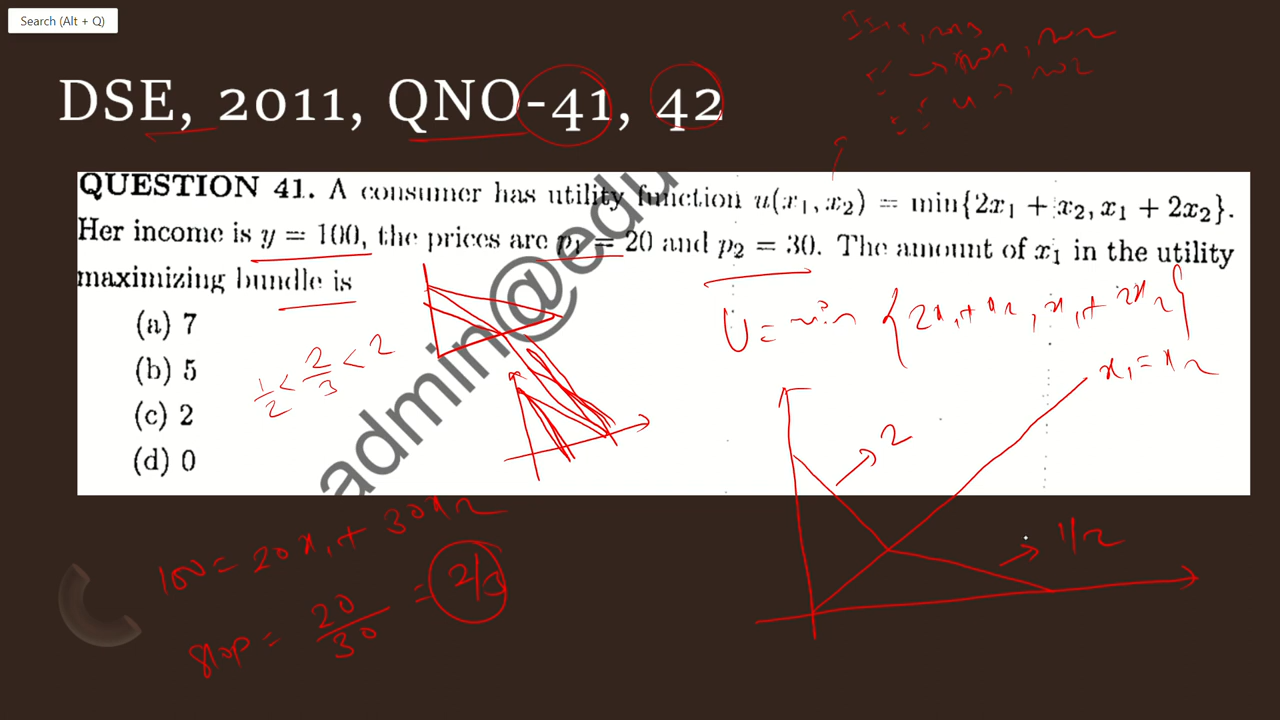 Search (Alt + Q)
DSE, 2011, QNO-41, 42
QUESTION 41. A consumer has utility function u(x₁, x₂) = min{2x₁ + x₂, x₁ + 2x₂}.
Her income is y = 100, the prices are p₁ = 20 and p₂ = 30. The amount of x₁ in the utility
maximizing bundle is
(a) 7
(b) 5
(c) 2
(d) 0
admin@edu
U = min {2x₁+x₂, x₁+2x₂}
1/2 < 2/3 < 2
x₁=x₂
2
1/2
100 = 20x₁ + 30x₂
slop = 20/30 = 2/3